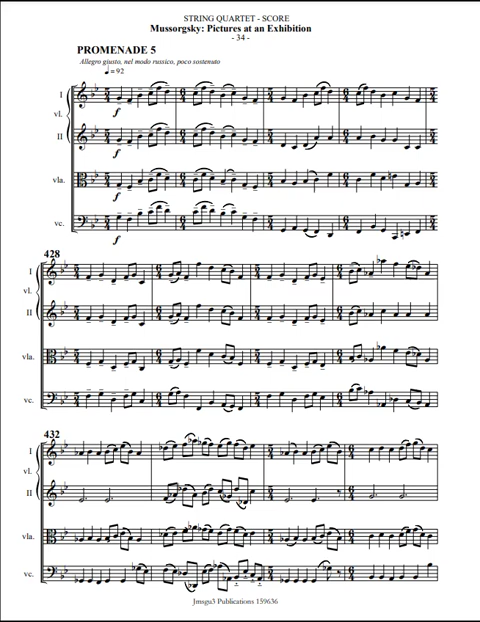 STRING QUARTET - SCORE
Mussorgsky: Pictures at an Exhibition
- 34 -
PROMENADE 5
Allegro giusto, nel modo russico, poco sostenuto
♩ = 92
I
vl.
II
vla.
vc.
f
f
f
f
428
I
vl.
II
vla.
vc.
432
I
vl.
II
vla.
vc.
Jmsgu3 Publications 159636